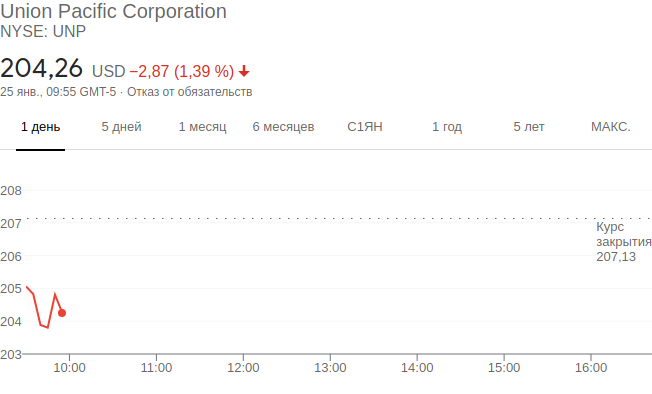 Union Pacific Corporation
NYSE: UNP
204,26 USD −2,87 (1,39 %)
25 янв., 09:55 GMT-5 · Отказ от обязательств
1 день 5 дней 1 месяц 6 месяцев С1ЯН 1 год 5 лет МАКС.
208
207
Курс
закрытия
207,13
206
205
204
203
10:00 11:00 12:00 13:00 14:00 15:00 16:00